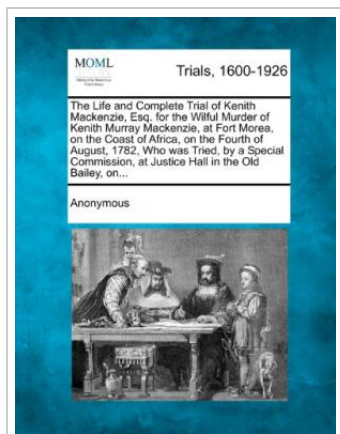 MOML
Trials, 1600-1926
The Life and Complete Trial of Kenith
Mackenzie, Esq. for the Wilful Murder of
Kenith Murray Mackenzie, at Fort Morea,
on the Coast of Africa, on the Fourth of
August, 1782, Who was Tried, by a Special
Commission, at Justice Hall in the Old
Bailey, on...
Anonymous